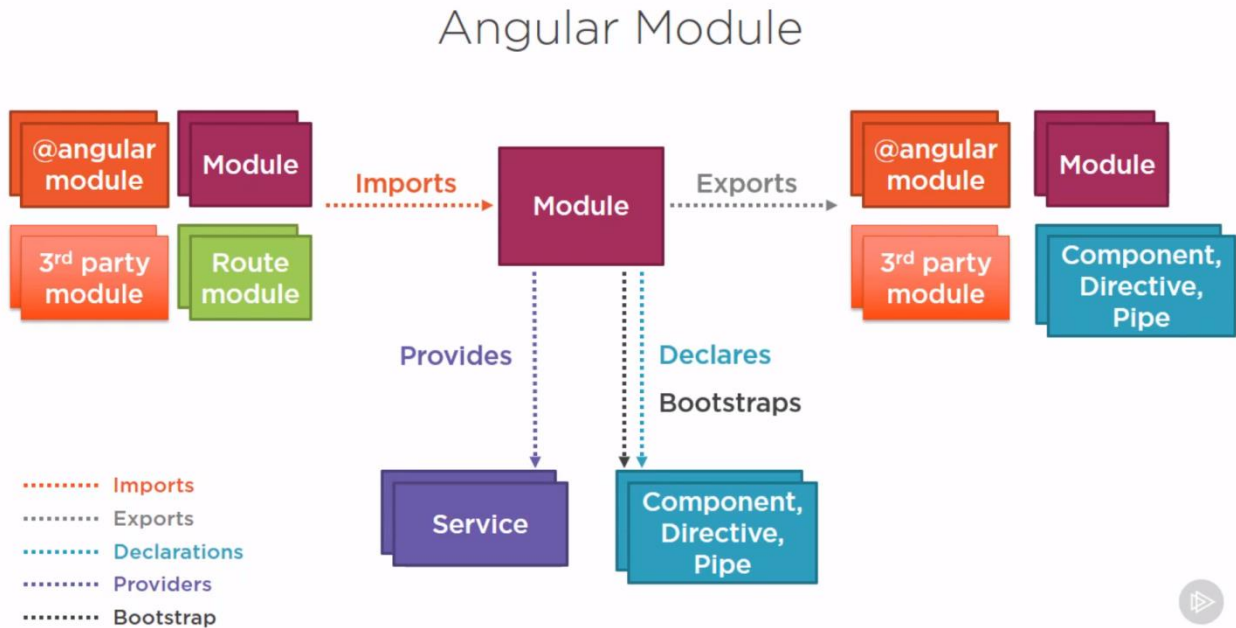 Angular Module
@angular
module
Module
3rd party
module
Route
module
Imports
Module
Exports
@angular
module
Module
3rd party
module
Component,
Directive,
Pipe
Provides
Declares
Bootstraps
Service
Component,
Directive,
Pipe
Imports
Exports
Declarations
Providers
Bootstrap